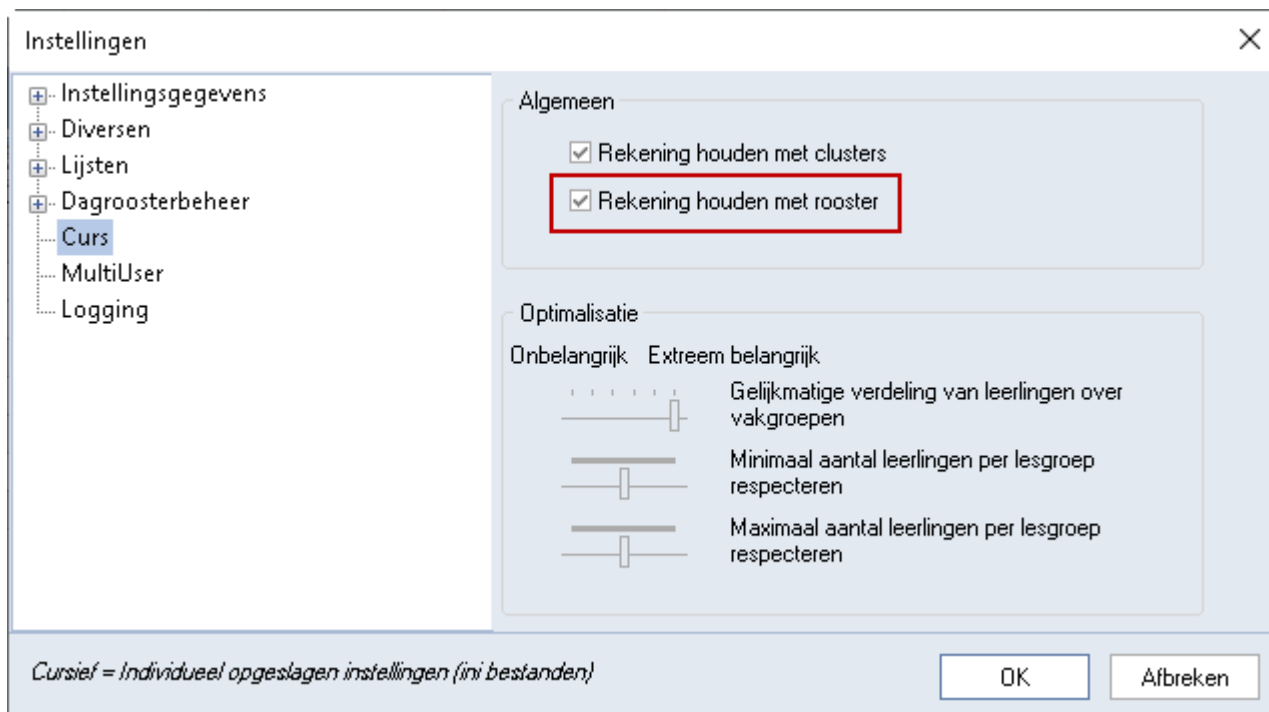 Instellingen
Instellingsgegevens
Diversen
Lijsten
Dagroosterbeheer
Curs
MultiUser
Logging
Algemeen
Rekening houden met clusters
Rekening houden met rooster
Optimalisatie
Onbelangrijk Extreem belangrijk
Gelijkmatige verdeling van leerlingen over
vakgroepen
Minimaal aantal leerlingen per lesgroep
respecteren
Maximaal aantal leerlingen per lesgroep
respecteren
Cursief = Individueel opgeslagen instellingen (ini bestanden)
OK
Afbreken